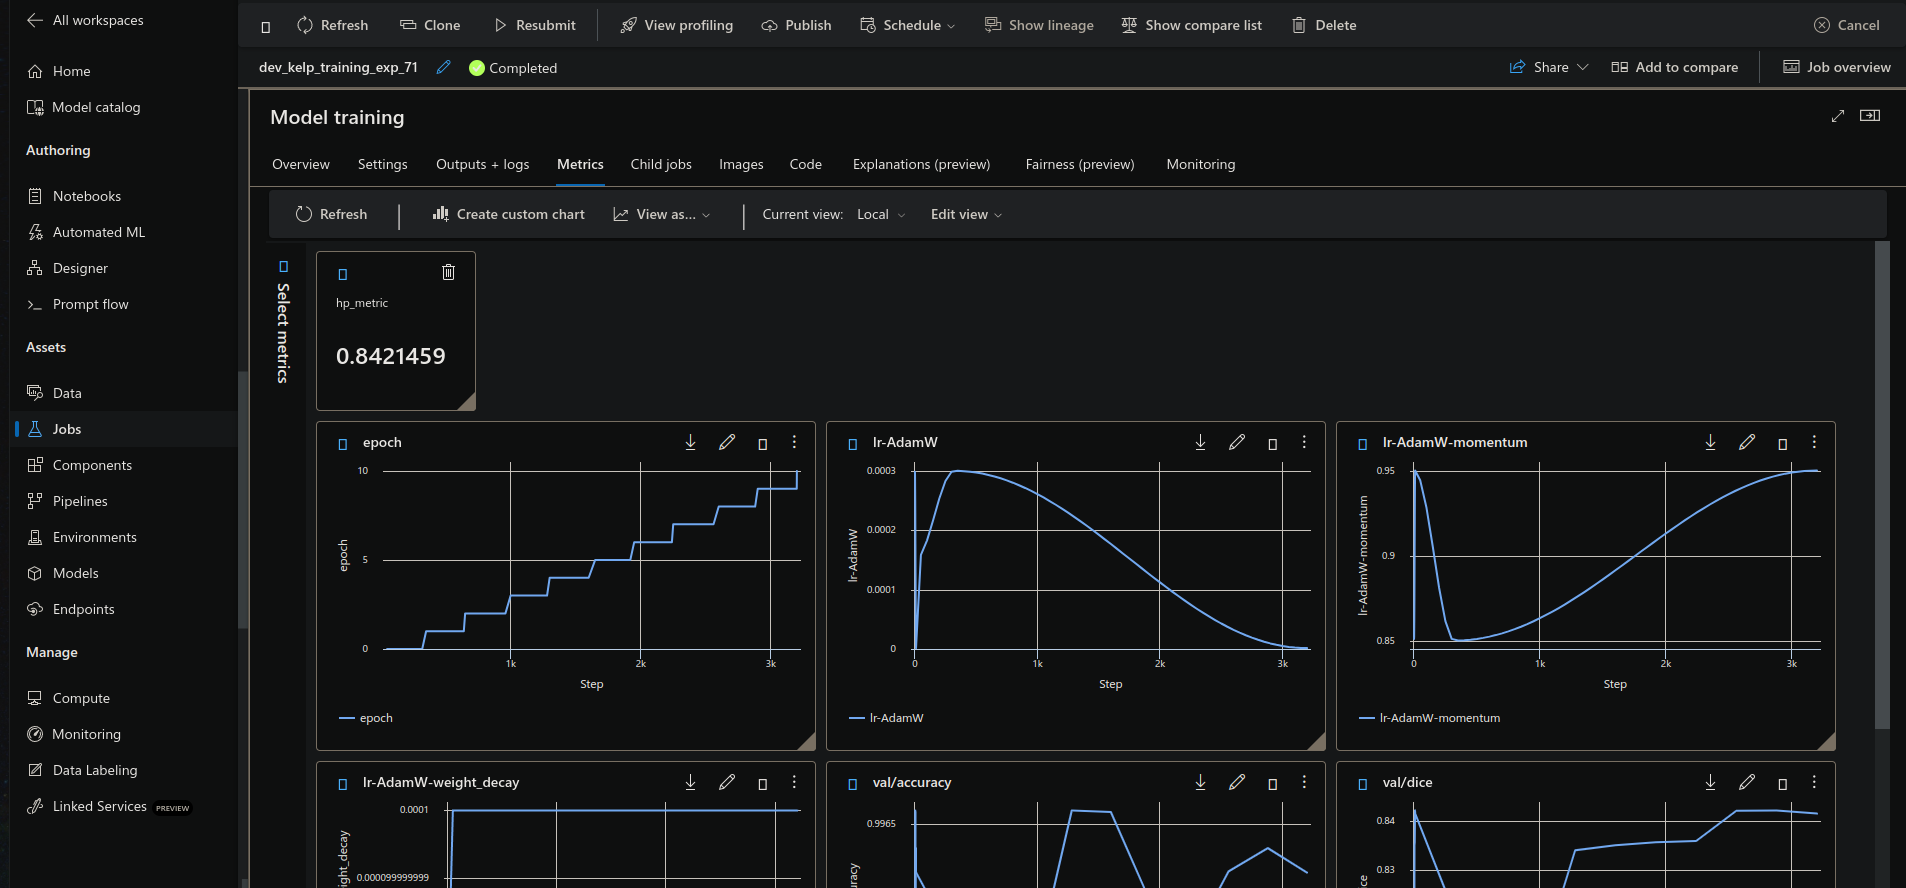 All workspaces
Home
Model catalog
Authoring
Notebooks
Automated ML
Designer
Prompt flow
Assets
Data
Jobs
Components
Pipelines
Environments
Models
Endpoints
Manage
Compute
Monitoring
Data Labeling
Linked Services PREVIEW
Refresh Clone Resubmit View profiling Publish Schedule Show lineage Show compare list Delete Cancel
dev_kelp_training_exp_71 Completed Share Add to compare Job overview
Model training
Overview Settings Outputs + logs Metrics Child jobs Images Code Explanations (preview) Fairness (preview) Monitoring
Refresh Create custom chart View as... Current view: Local Edit view
Select metrics
hp_metric
0.8421459
epoch
10
5
0
epoch
1k 2k 3k
Step
epoch
lr-AdamW
0.0003
0.0002
0.0001
0
lr-AdamW
0 1k 2k 3k
Step
lr-AdamW
lr-AdamW-momentum
0.95
0.9
0.85
lr-AdamW-momentum
0 1k 2k 3k
Step
lr-AdamW-momentum
lr-AdamW-weight_decay
0.0001
0.000099999999
ight_decay
val/accuracy
0.9965
uracy
val/dice
0.84
0.83
ce